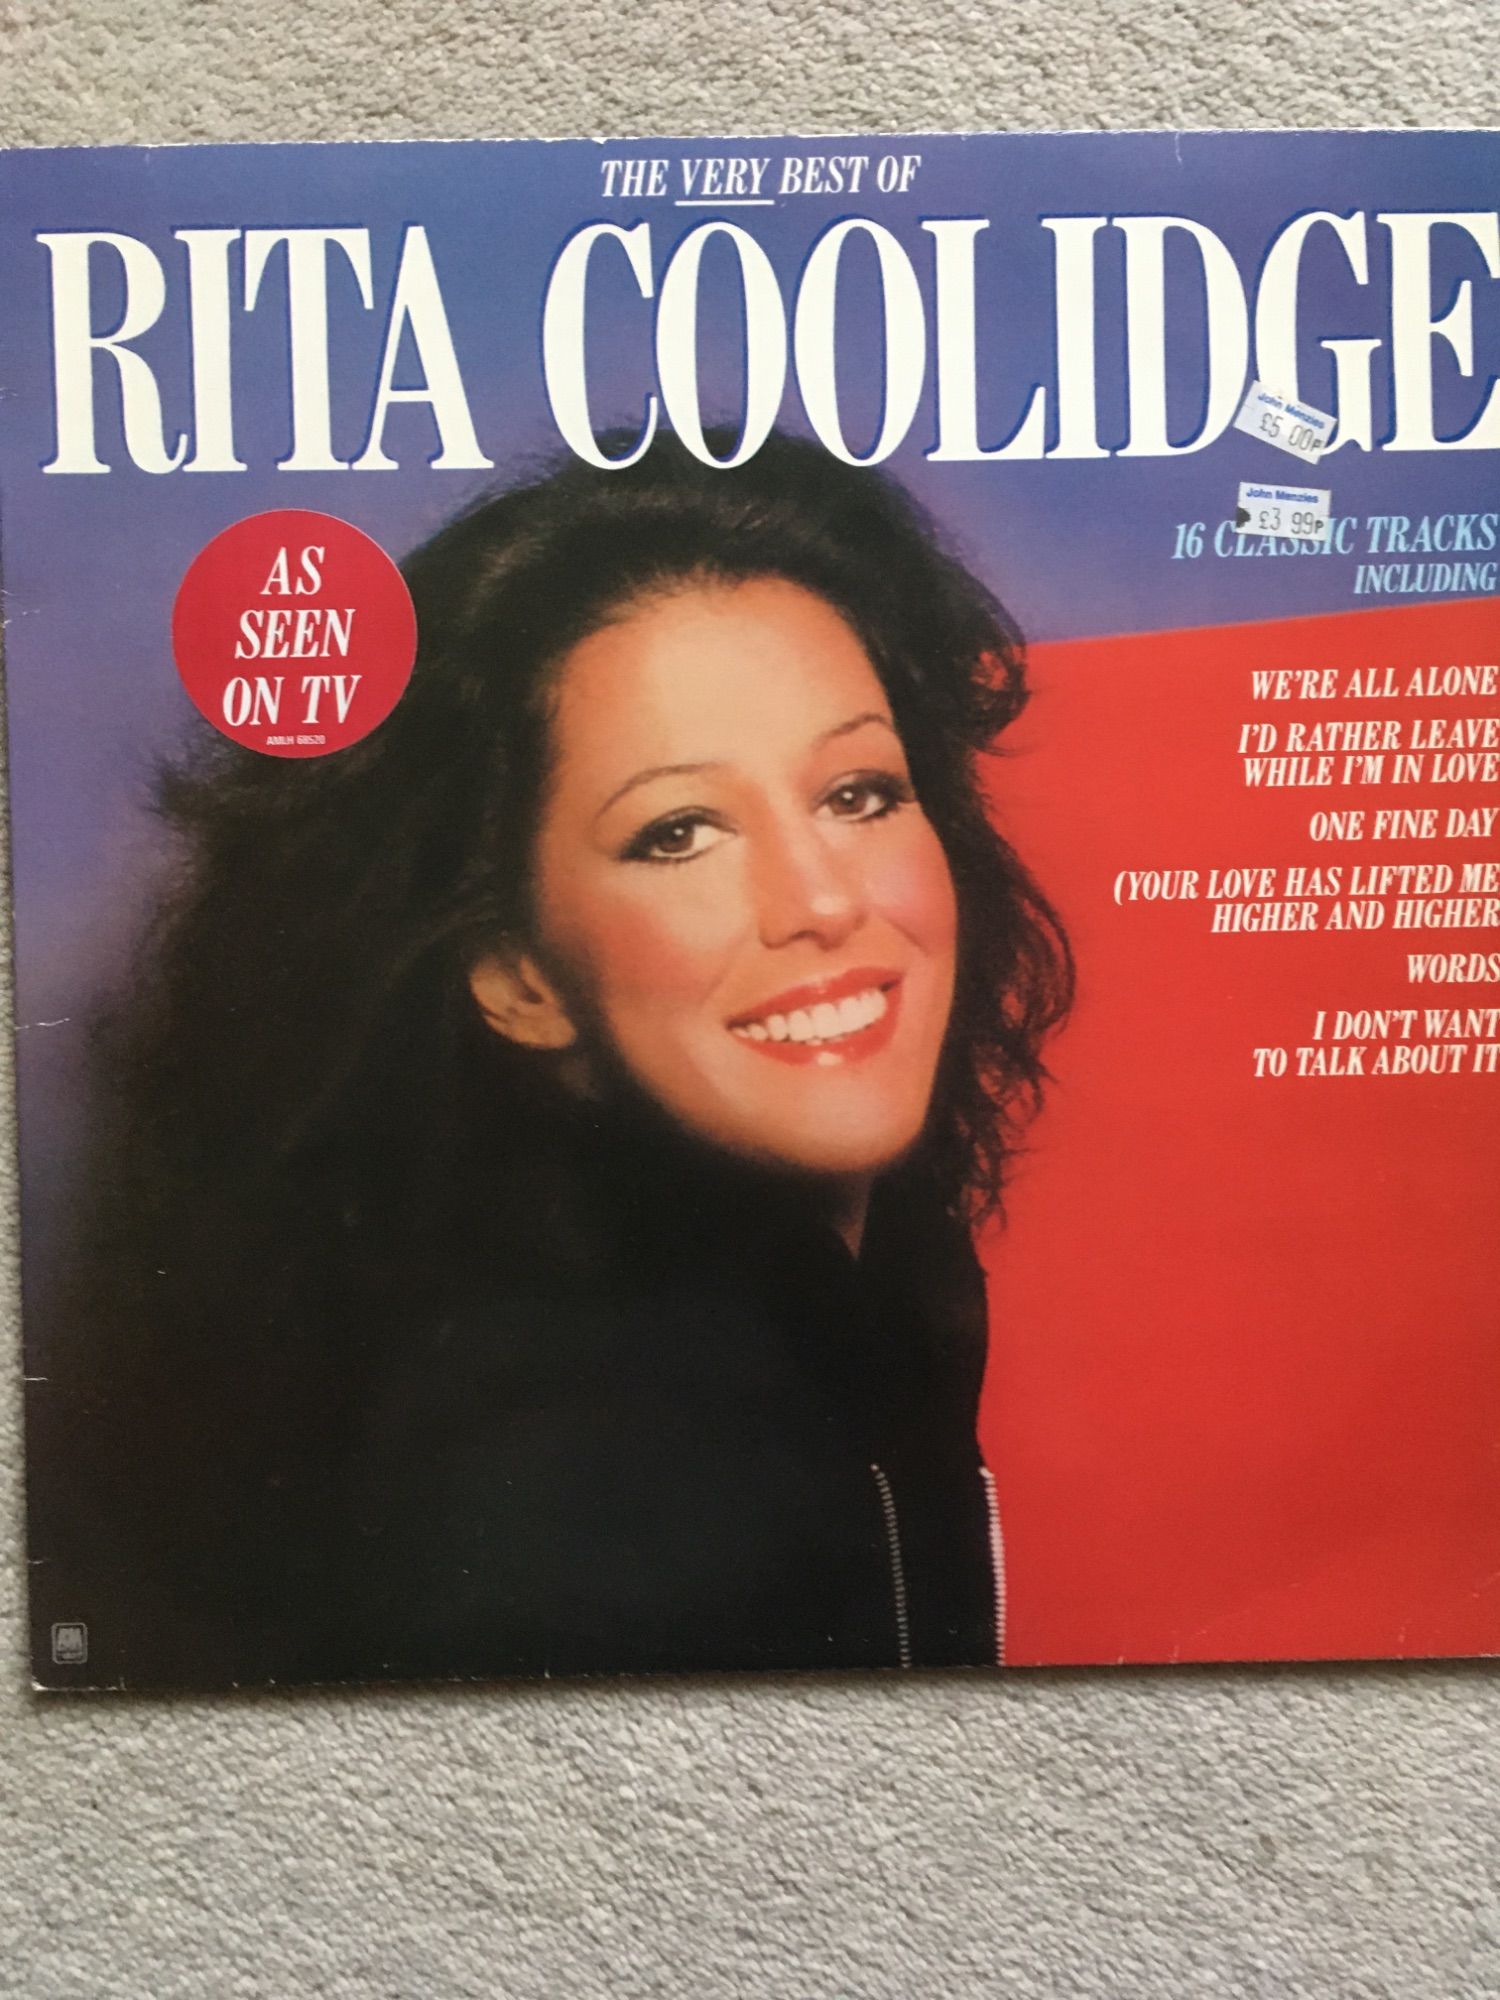 THE VERY BEST OF
RITA COOLIDGE
John Menzies
£5 00P
John Menzies
£3 99P
16 CLASSIC TRACKS
INCLUDING
AS
SEEN
ON TV
AMLH 68520
WE'RE ALL ALONE
I'D RATHER LEAVE
WHILE I'M IN LOVE
ONE FINE DAY
(YOUR LOVE HAS LIFTED ME
HIGHER AND HIGHER
WORDS
I DON'T WANT
TO TALK ABOUT IT
AM